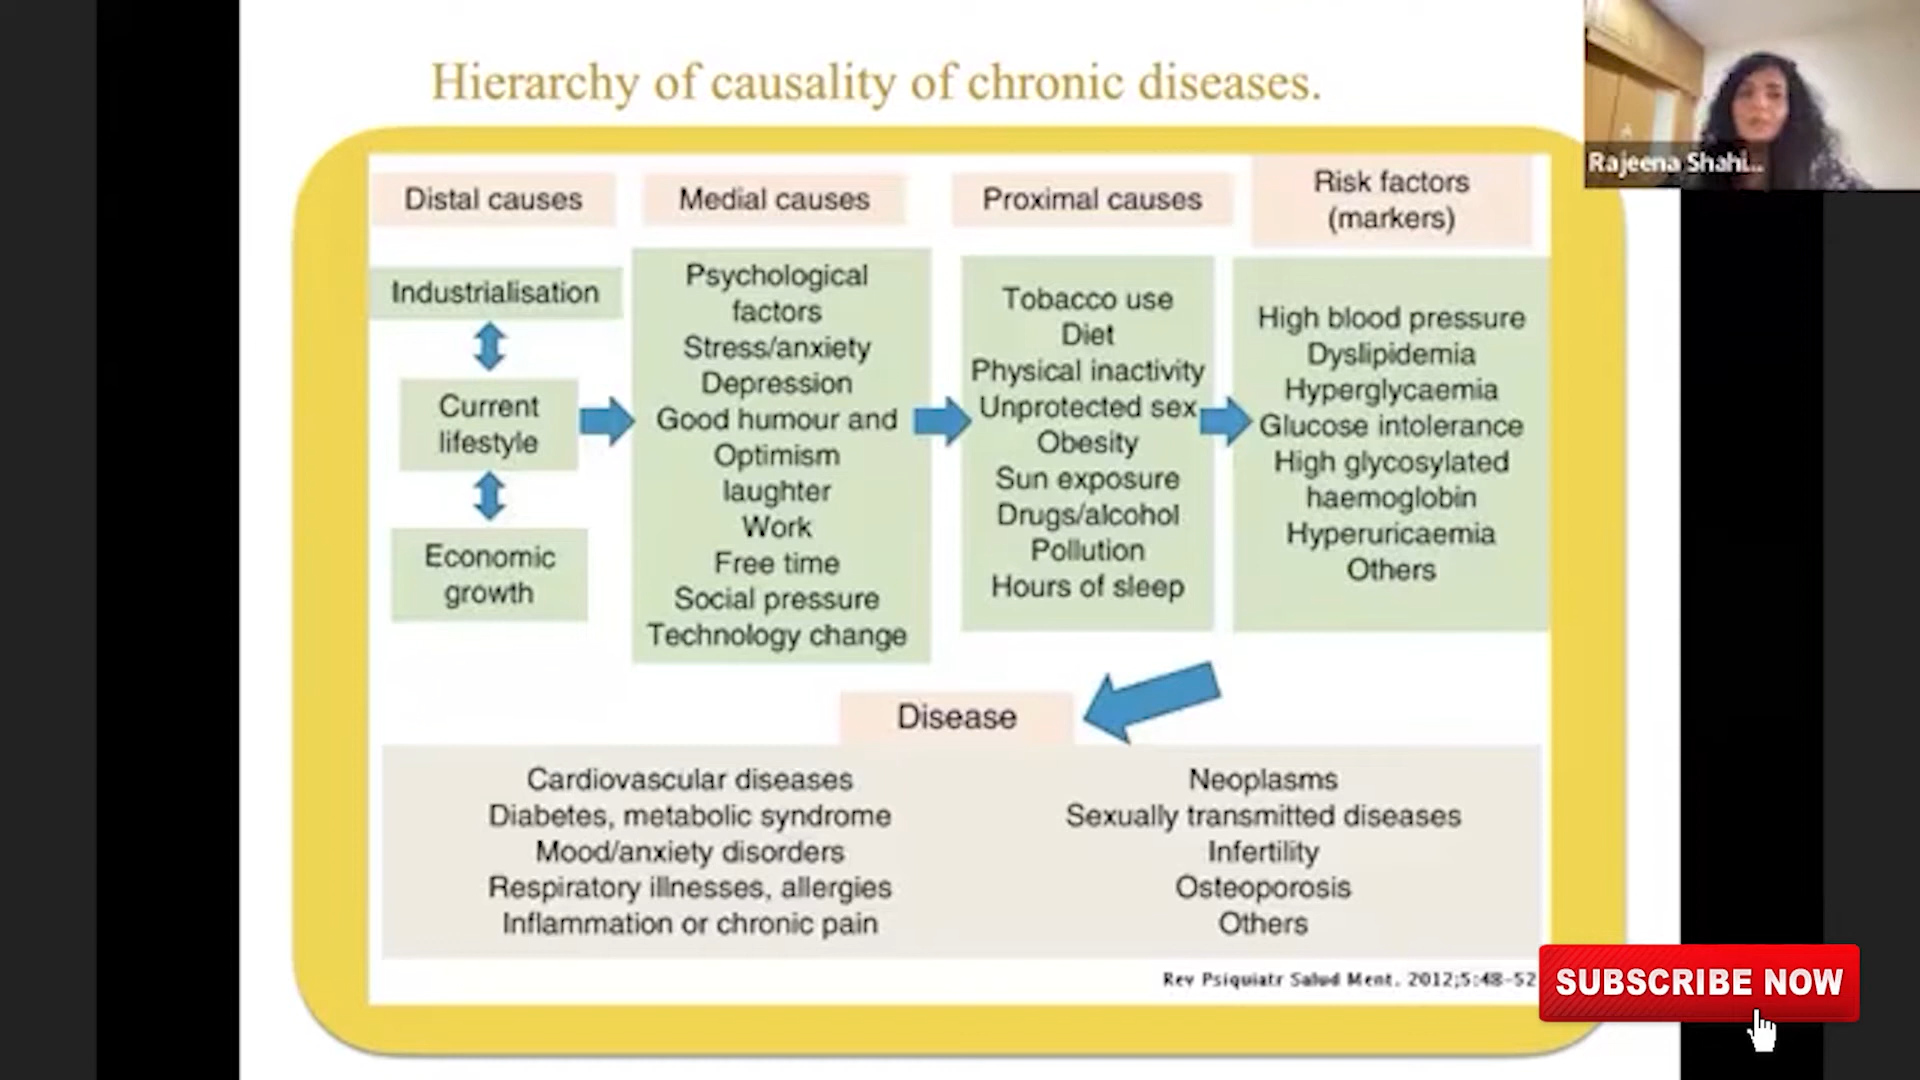 Hierarchy of causality of chronic diseases.
Rajeena Shahi...
Distal causes
Medial causes
Proximal causes
Risk factors
(markers)
Industrialisation
Current
lifestyle
Economic
growth
Psychological
factors
Stress/anxiety
Depression
Good humour and
Optimism
laughter
Work
Free time
Social pressure
Technology change
Tobacco use
Diet
Physical inactivity
Unprotected sex
Obesity
Sun exposure
Drugs/alcohol
Pollution
Hours of sleep
High blood pressure
Dyslipidemia
Hyperglycaemia
Glucose intolerance
High glycosylated
haemoglobin
Hyperuricaemia
Others
Disease
Cardiovascular diseases
Diabetes, metabolic syndrome
Mood/anxiety disorders
Respiratory illnesses, allergies
Inflammation or chronic pain
Neoplasms
Sexually transmitted diseases
Infertility
Osteoporosis
Others
Rev Psiquiatr Salud Ment. 2012;5:48-52
SUBSCRIBE NOW